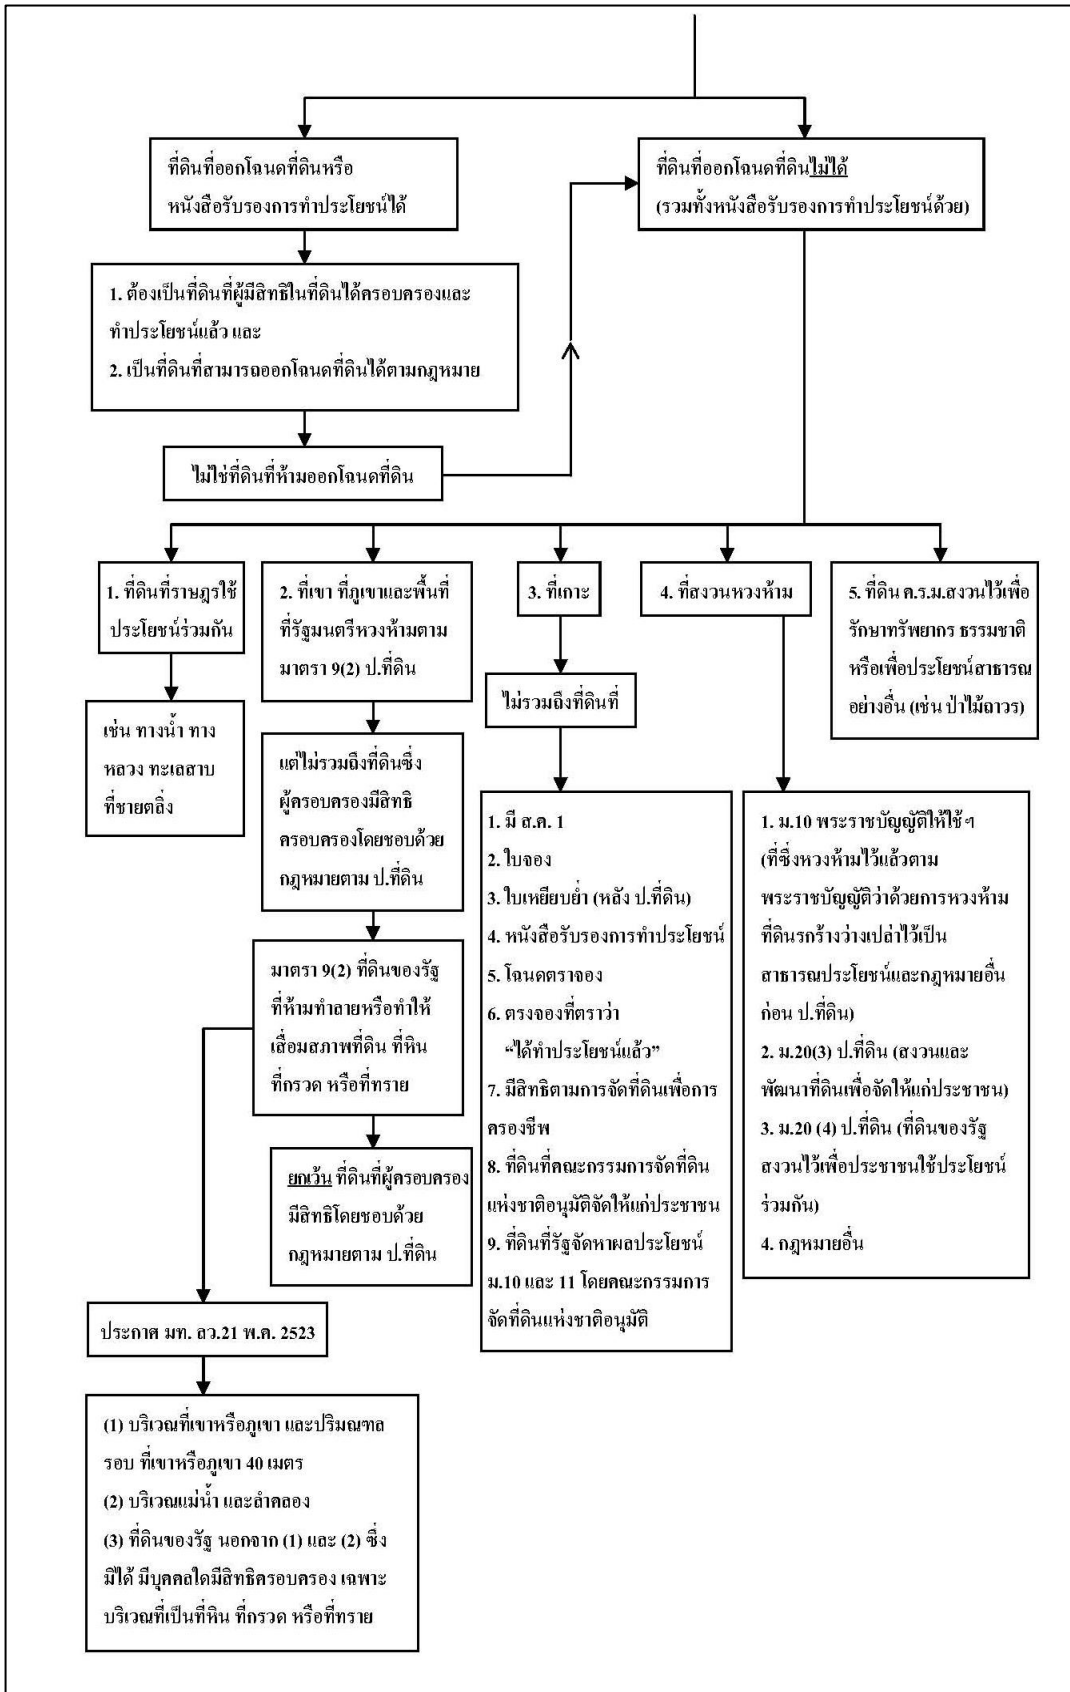 ที่ดินที่ออกโฉนดที่ดินหรือ
หนังสือรับรองการทำประโยชน์ได้
ที่ดินที่ออกโฉนดที่ดินไม่ได้
(รวมทั้งหนังสือรับรองการทำประโยชน์ด้วย)
1. ต้องเป็นที่ดินที่ผู้มีสิทธิในที่ดินได้ครอบครองและ
ทำประโยชน์แล้ว และ
2. เป็นที่ดินที่สามารถออกโฉนดที่ดินได้ตามกฎหมาย
ไม่ใช่ที่ดินที่ห้ามออกโฉนดที่ดิน
1. ที่ดินที่ราษฎรใช้
ประโยชน์ร่วมกัน
เช่น ทางน้ำ ทาง
หลวง ทะเลสาบ
ที่ชายตลิ่ง
2. ที่เขา ที่ภูเขาและพื้นที่
ที่รัฐมนตรีหวงห้ามตาม
มาตรา 9(2) ป.ที่ดิน
แต่ไม่รวมถึงที่ดินซึ่ง
ผู้ครอบครองมีสิทธิ
ครอบครองโดยชอบด้วย
กฎหมายตาม ป.ที่ดิน
มาตรา 9(2) ที่ดินของรัฐ
ที่ห้ามทำลายหรือทำให้
เสื่อมสภาพที่ดิน ที่หิน
ที่กรวด หรือที่ทราย
ยกเว้น ที่ดินที่ผู้ครอบครอง
มีสิทธิโดยชอบด้วย
กฎหมายตาม ป.ที่ดิน
ประกาศ มท. ลว.21 พ.ค. 2523
(1) บริเวณที่เขาหรือภูเขา และปริมณฑล
รอบ ที่เขาหรือภูเขา 40 เมตร
(2) บริเวณแม่น้ำ และลำคลอง
(3) ที่ดินของรัฐ นอกจาก (1) และ (2) ซึ่ง
มิได้ มีบุคคลใดมีสิทธิครอบครอง เฉพาะ
บริเวณที่เป็นที่หิน ที่กรวด หรือที่ทราย
3. ที่เกาะ
ไม่รวมถึงที่ดินที่
1. มี ส.ค. 1
2. ใบจอง
3. ใบเหยียบย่ำ (หลัง ป.ที่ดิน)
4. หนังสือรับรองการทำประโยชน์
5. โฉนดตราจอง
6. ตรงจองที่ตราว่า
“ได้ทำประโยชน์แล้ว”
7. มีสิทธิตามการจัดที่ดินเพื่อการ
ครองชีพ
8. ที่ดินที่คณะกรรมการจัดที่ดิน
แห่งชาติอนุมัติจัดให้แก่ประชาชน
9. ที่ดินที่รัฐจัดหาผลประโยชน์
ม.10 และ 11 โดยคณะกรรมการ
จัดที่ดินแห่งชาติอนุมัติ
4. ที่สงวนหวงห้าม
1. ม.10 พระราชบัญญัติให้ใช้ฯ
(ที่ซึ่งหวงห้ามไว้แล้วตาม
พระราชบัญญัติว่าด้วยการหวงห้าม
ที่ดินรกร้างว่างเปล่าไว้เป็น
สาธารณประโยชน์และกฎหมายอื่น
ก่อน ป.ที่ดิน)
2. ม.20(3) ป.ที่ดิน (สงวนและ
พัฒนาที่ดินเพื่อจัดให้แก่ประชาชน)
3. ม.20 (4) ป.ที่ดิน (ที่ดินของรัฐ
สงวนไว้เพื่อประชาชนใช้ประโยชน์
ร่วมกัน)
4. กฎหมายอื่น
5. ที่ดิน ค.ร.ม.สงวนไว้เพื่อ
รักษาทรัพยากร ธรรมชาติ
หรือเพื่อประโยชน์สาธารณ
อย่างอื่น (เช่น ป่าไม้ถาวร)